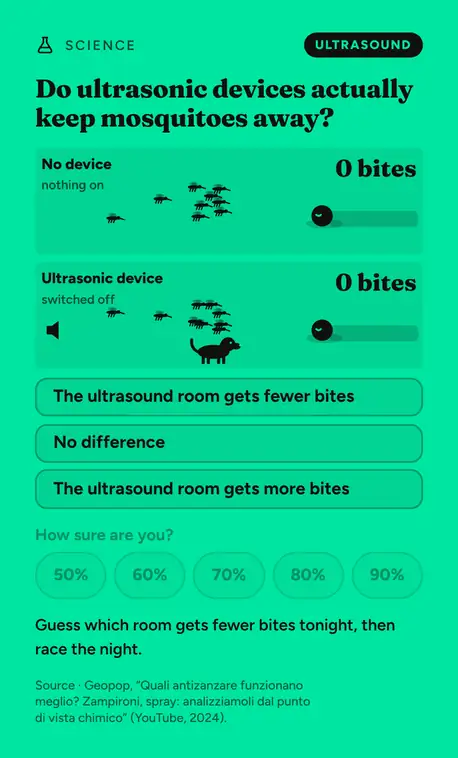 SCIENCE
ULTRASOUND
Do ultrasonic devices actually
keep mosquitoes away?
No device
nothing on
0 bites
Ultrasonic device
switched off
0 bites
The ultrasound room gets fewer bites
No difference
The ultrasound room gets more bites
How sure are you?
50%
60%
70%
80%
90%
Guess which room gets fewer bites tonight, then
race the night.
Source · Geopop, “Quali antizanzare funzionano
meglio? Zampironi, spray: analizziamoli dal punto
di vista chimico” (YouTube, 2024).